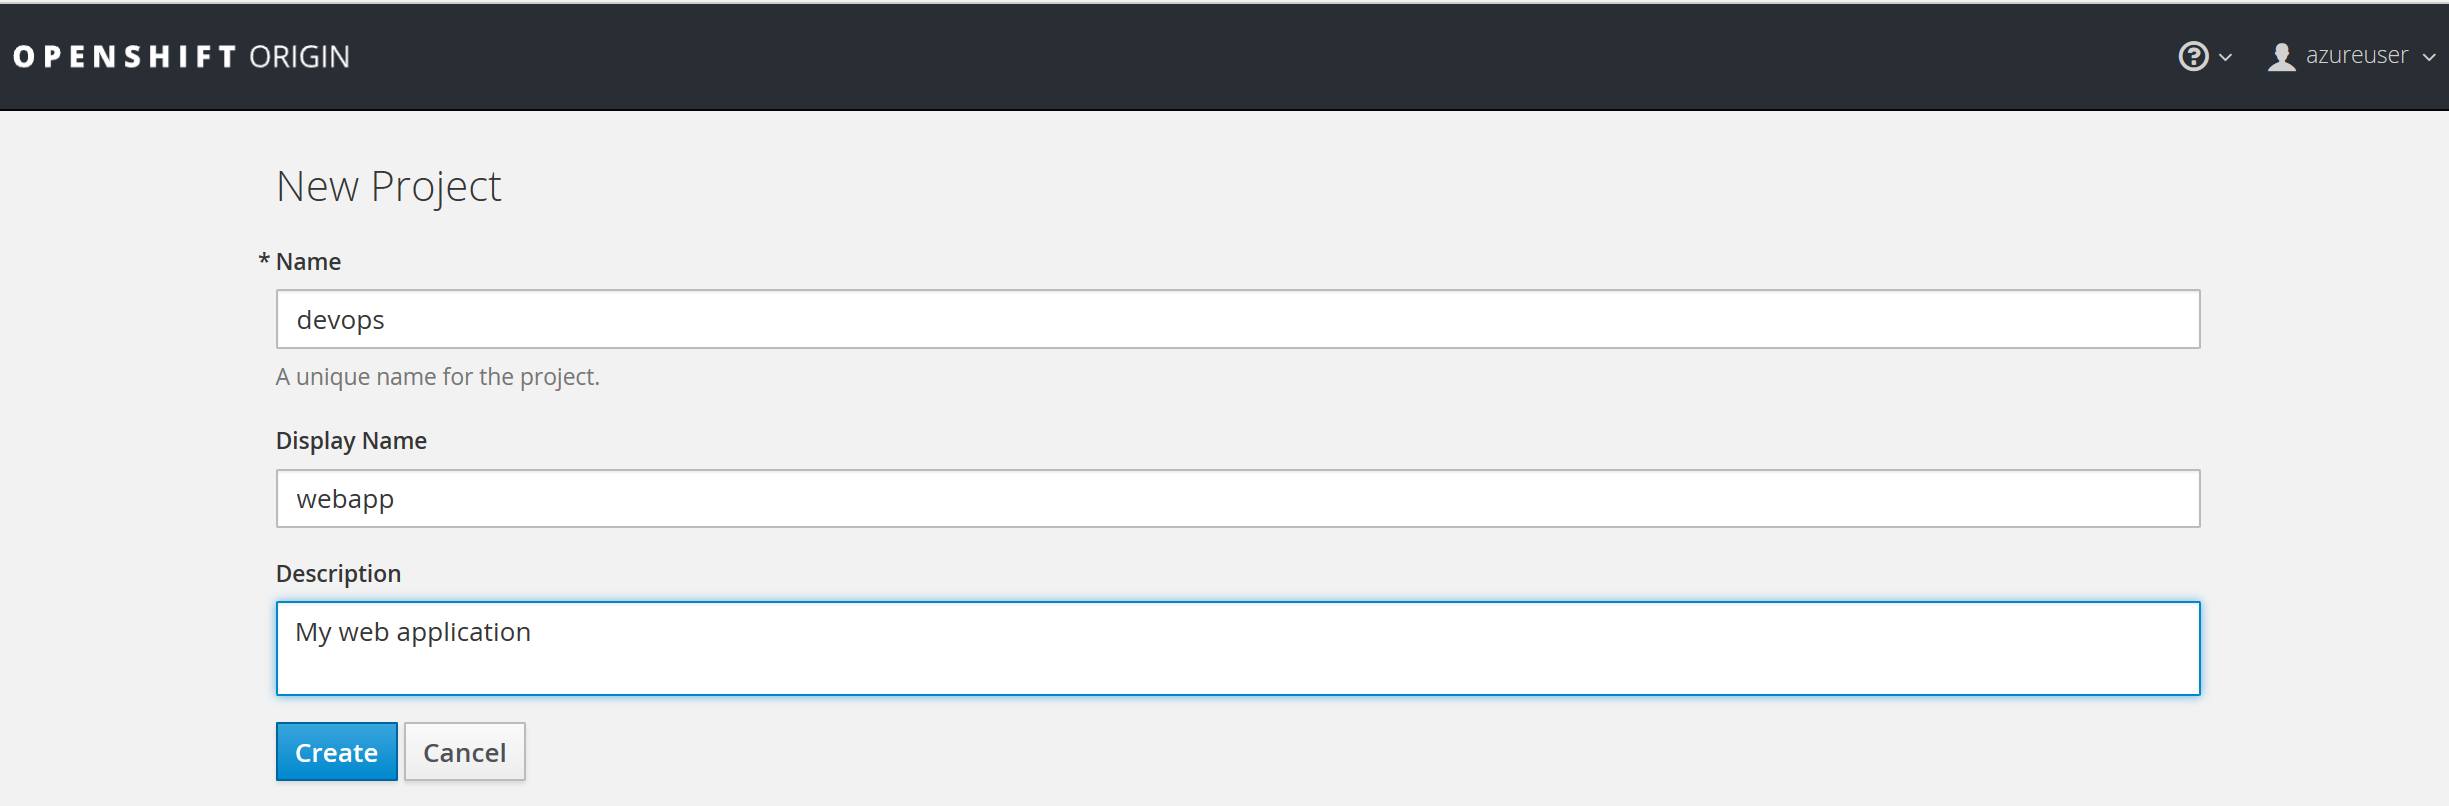 OPENSHIFT ORIGIN
azureuser
New Project
* Name
devops
A unique name for the project.
Display Name
webapp
Description
My web application
Create Cancel